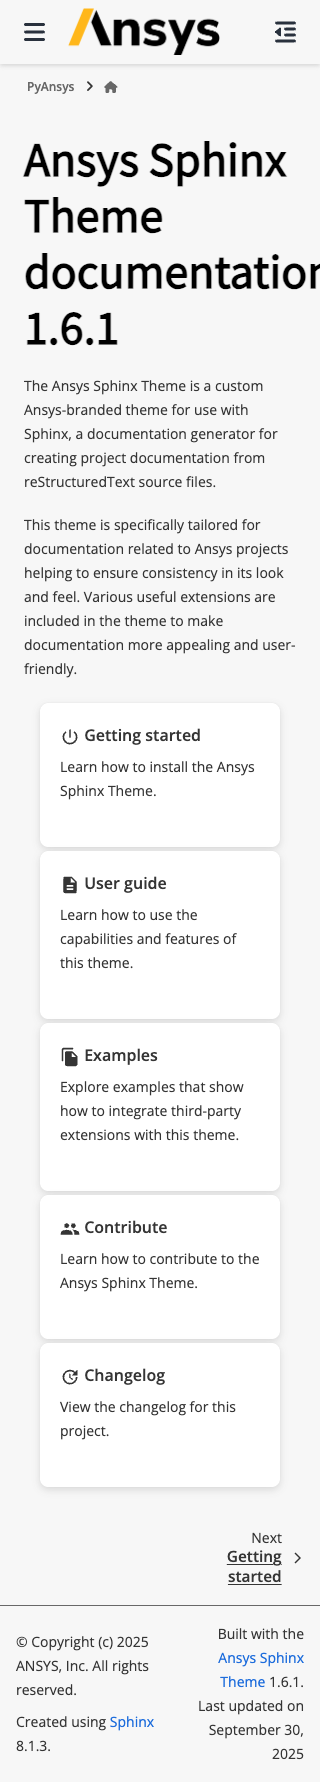 Ansys
PyAnsys
Ansys Sphinx
Theme
documentation
1.6.1
The Ansys Sphinx Theme is a custom
Ansys-branded theme for use with
Sphinx, a documentation generator for
creating project documentation from
reStructuredText source files.
This theme is specifically tailored for
documentation related to Ansys projects
helping to ensure consistency in its look
and feel. Various useful extensions are
included in the theme to make
documentation more appealing and user-
friendly.
Getting started
Learn how to install the Ansys
Sphinx Theme.
User guide
Learn how to use the
capabilities and features of
this theme.
Examples
Explore examples that show
how to integrate third-party
extensions with this theme.
Contribute
Learn how to contribute to the
Ansys Sphinx Theme.
Changelog
View the changelog for this
project.
Next
Getting
started
© Copyright (c) 2025
ANSYS, Inc. All rights
reserved.
Created using Sphinx
8.1.3.
Built with the
Ansys Sphinx
Theme 1.6.1.
Last updated on
September 30,
2025